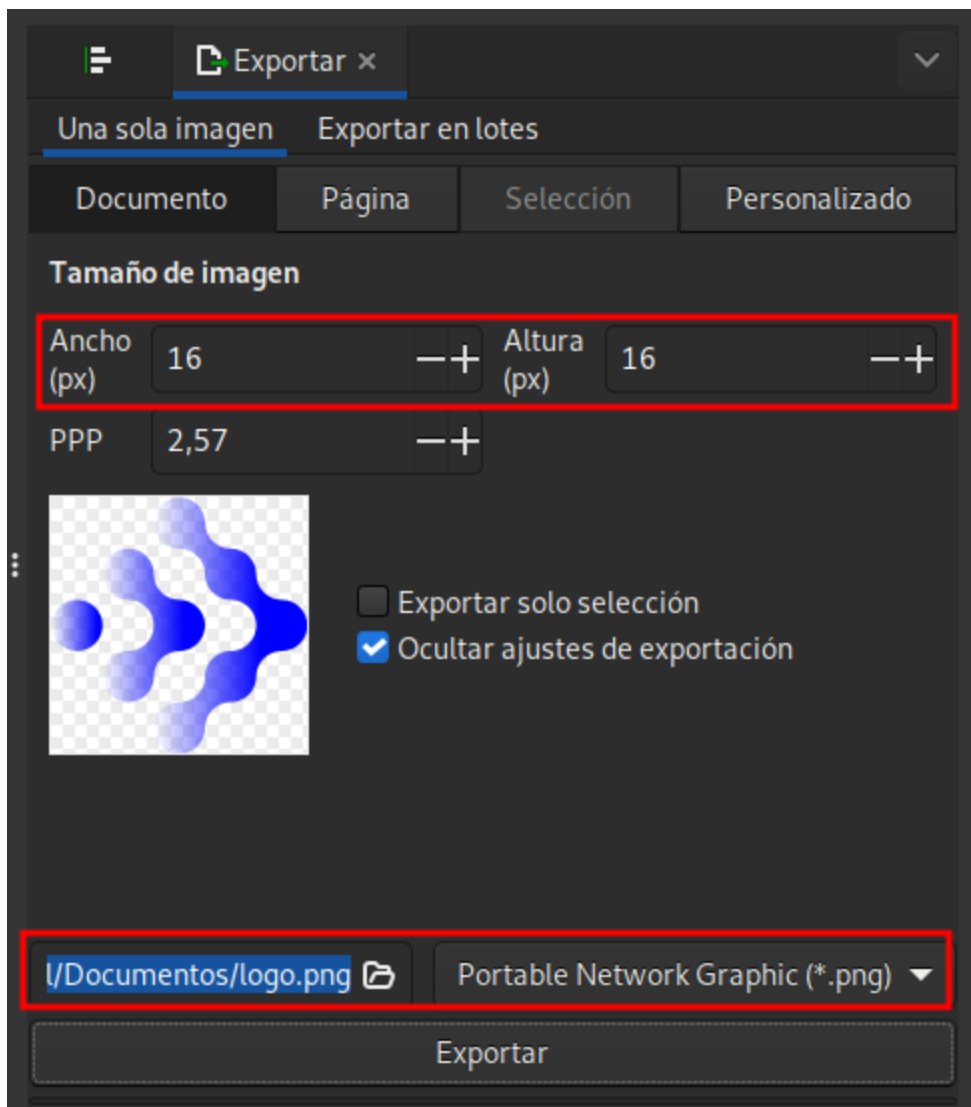 Exportar ×
Una sola imagen Exportar en lotes
Documento Página Selección Personalizado
Tamaño de imagen
Ancho (px) 16 Altura (px) 16
PPP 2,57
Exportar solo selección
Ocultar ajustes de exportación
l/Documentos/logo.png Portable Network Graphic (*.png)
Exportar